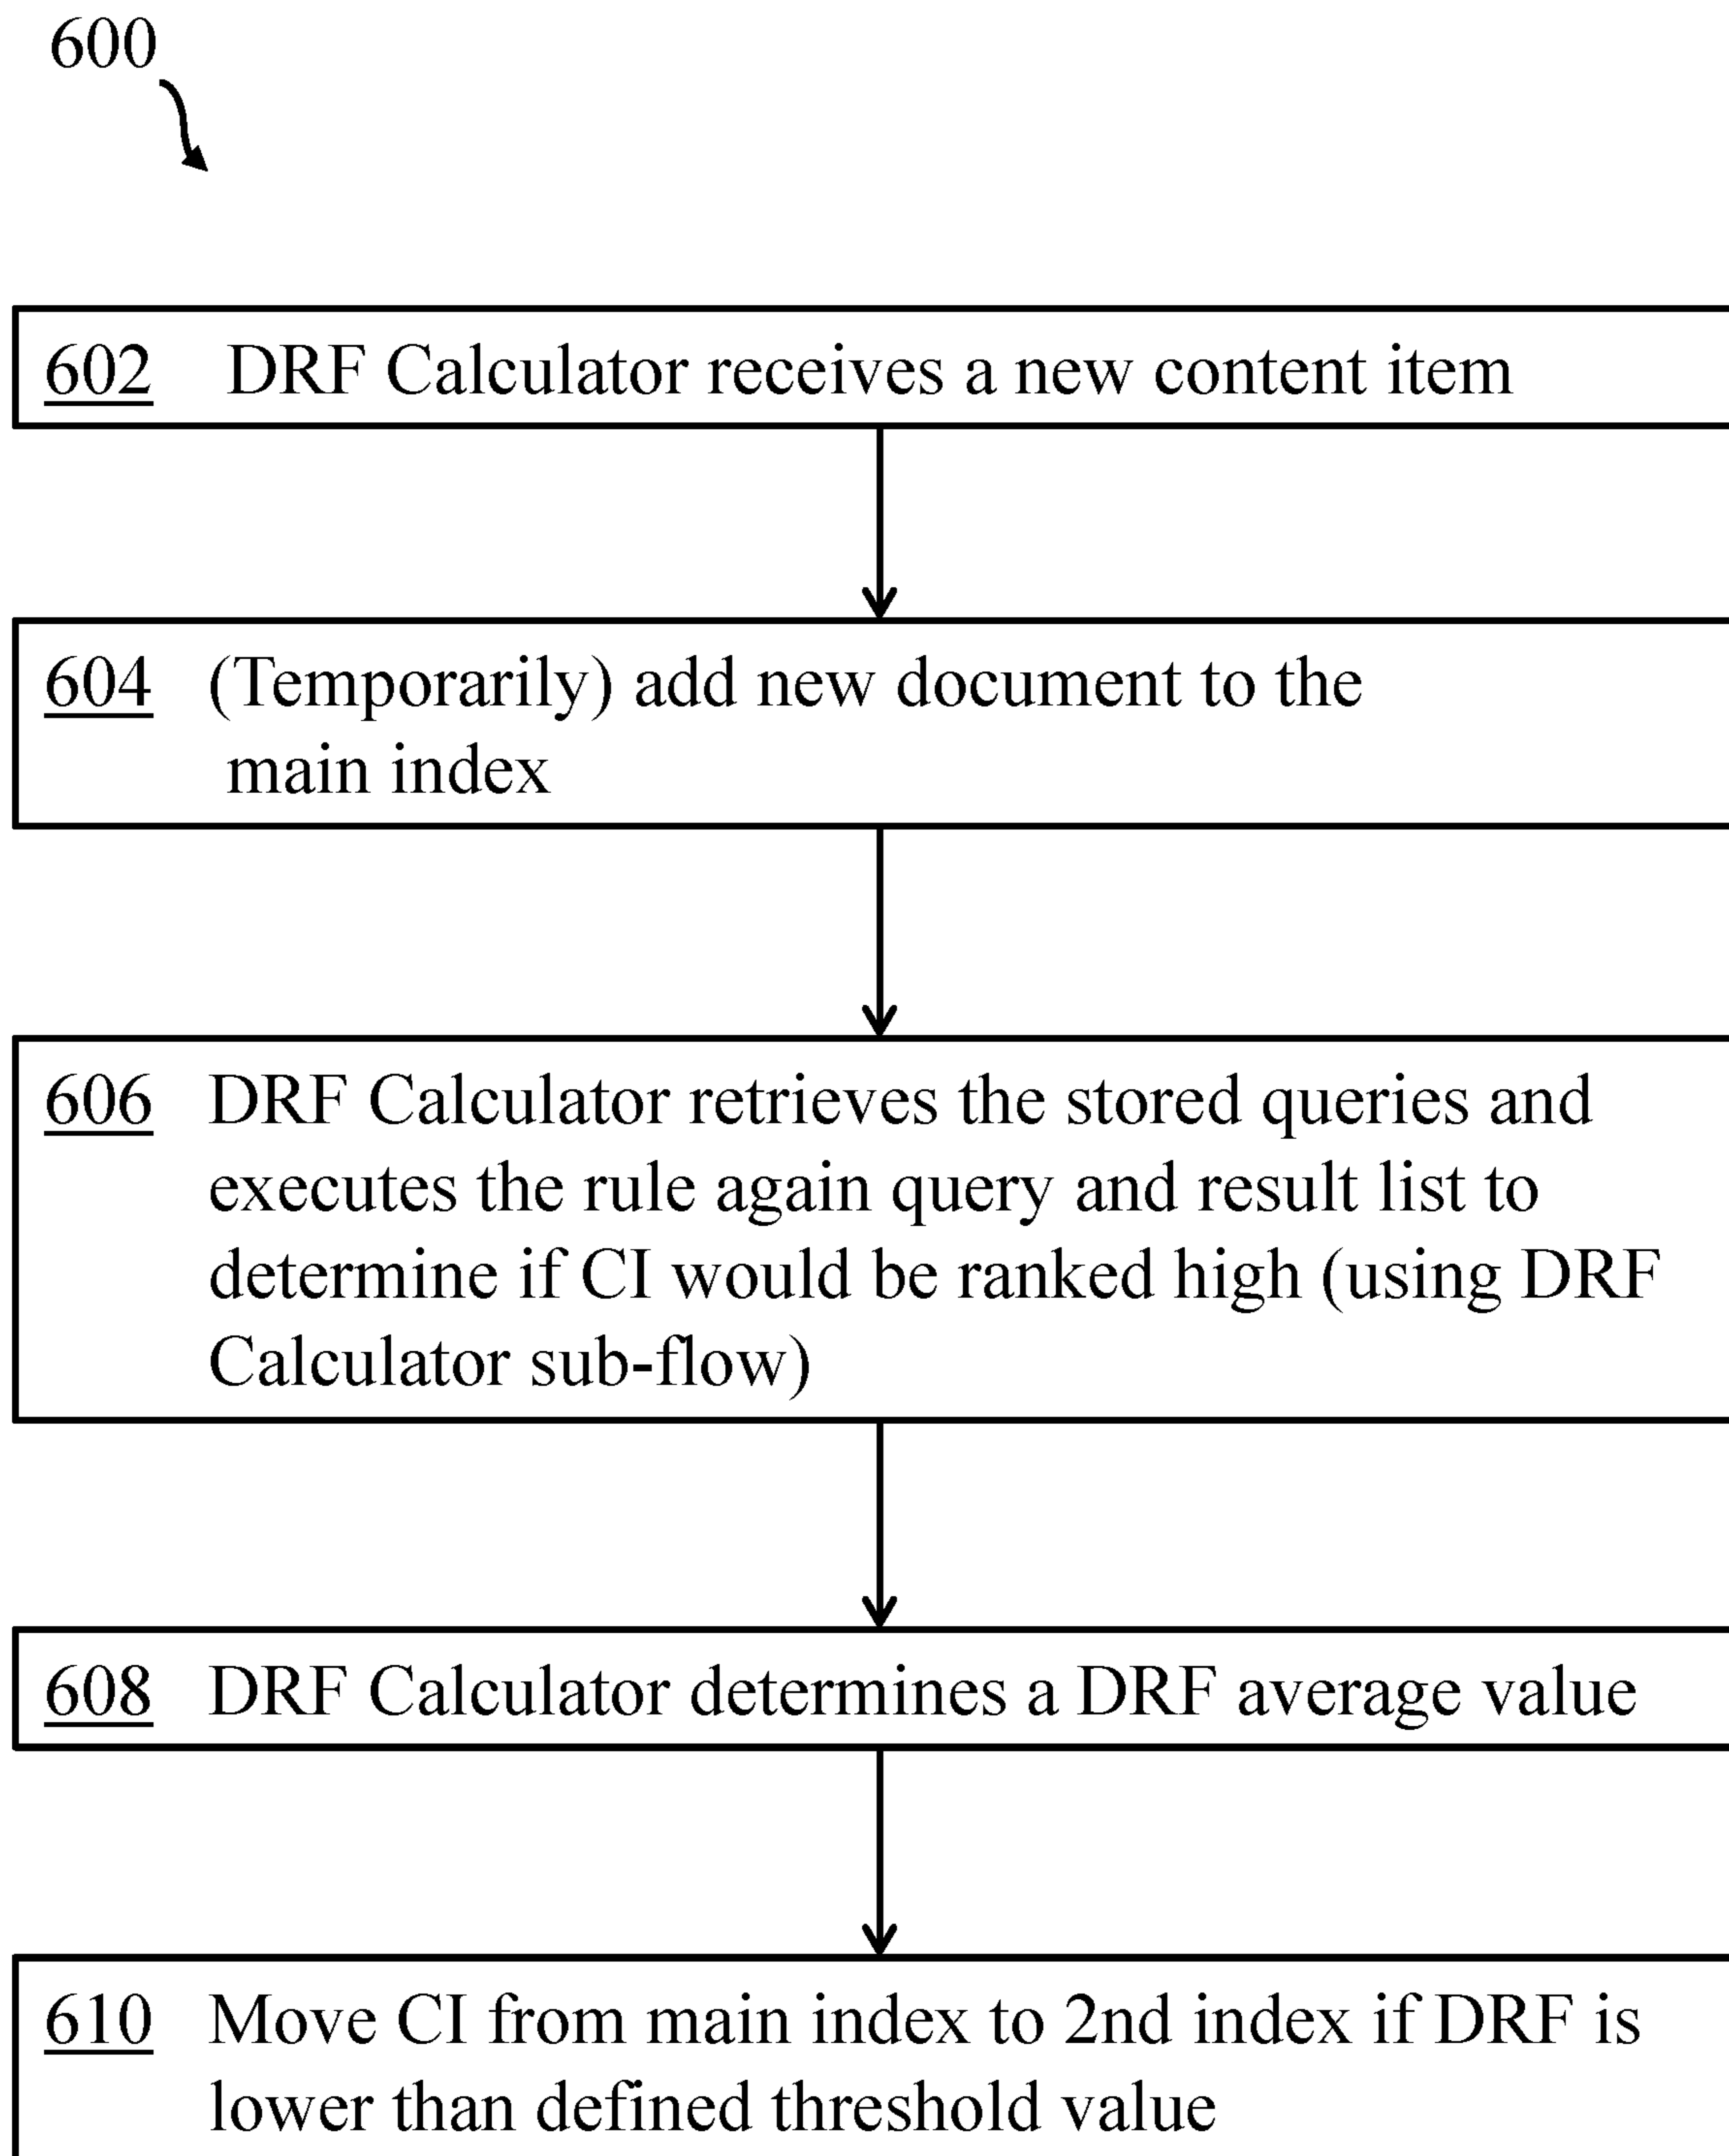 600
602 DRF Calculator receives a new content item
604 (Temporarily) add new document to the
main index
606 DRF Calculator retrieves the stored queries and
executes the rule again query and result list to
determine if CI would be ranked high (using DRF
Calculator sub-flow)
608 DRF Calculator determines a DRF average value
610 Move CI from main index to 2nd index if DRF is
lower than defined threshold value